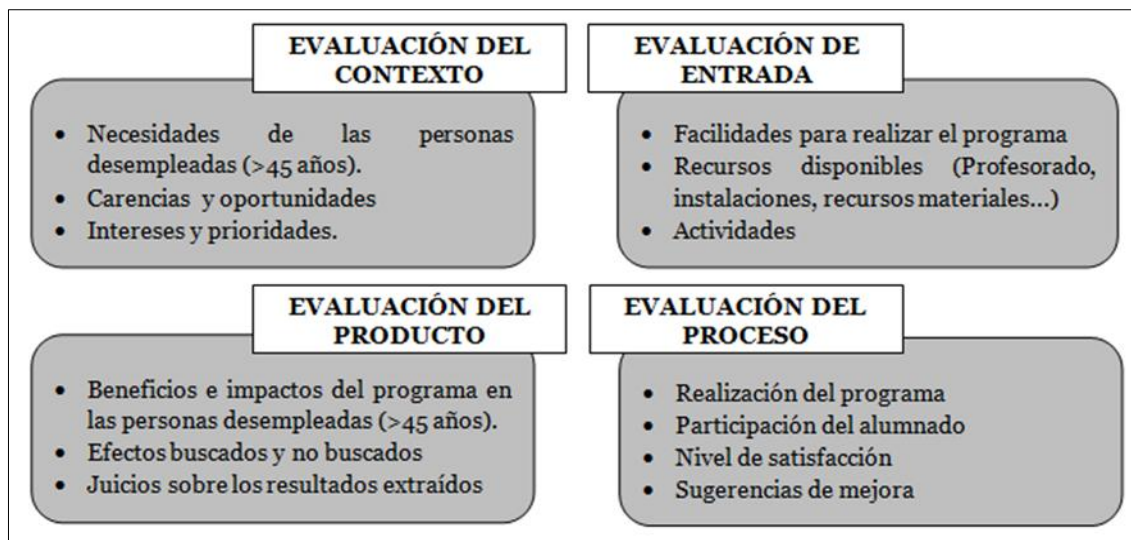 EVALUACIÓN DEL
CONTEXTO
• Necesidades de las personas
desempleadas (>45 años).
• Carencias y oportunidades
• Intereses y prioridades.
EVALUACIÓN DE
ENTRADA
• Facilidades para realizar el programa
• Recursos disponibles (Profesorado,
instalaciones, recursos materiales...)
• Actividades
EVALUACIÓN DEL
PRODUCTO
• Beneficios e impactos del programa en
las personas desempleadas (>45 años).
• Efectos buscados y no buscados
• Juicios sobre los resultados extraídos
EVALUACIÓN DEL
PROCESO
• Realización del programa
• Participación del alumnado
• Nivel de satisfacción
• Sugerencias de mejora